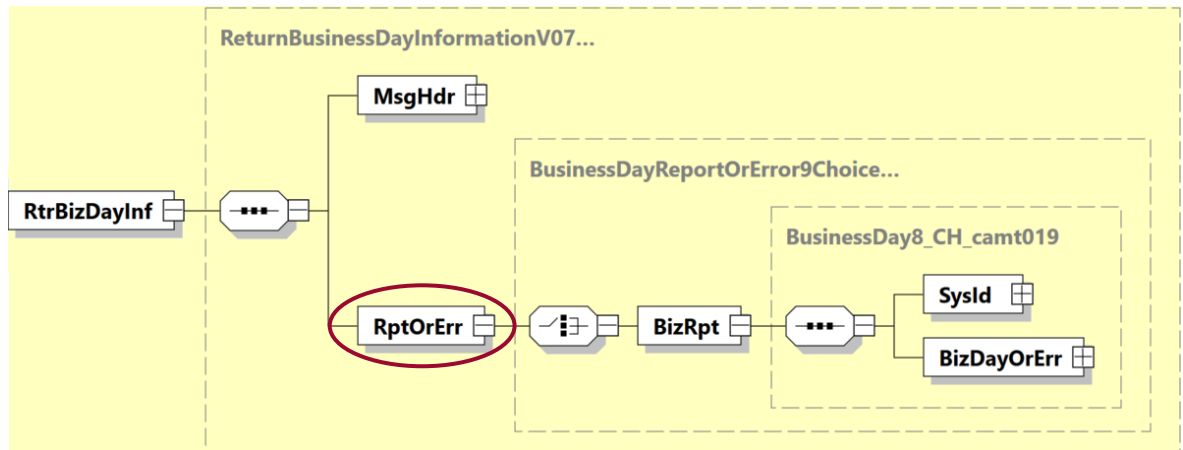 ReturnBusinessDayInformationV07...
MsgHdr
BusinessDayReportOrError9Choice...
RtrBizDayInf
BusinessDay8_CH_camt019
SysId
RptOrErr
BizRpt
BizDayOrErr